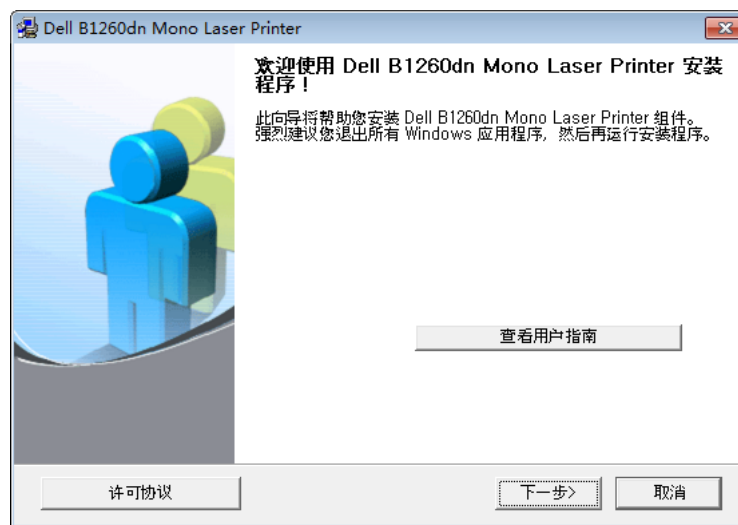 Dell B1260dn Mono Laser Printer
欢迎使用 Dell B1260dn Mono Laser Printer 安装
程序！
此向导将帮助您安装 Dell B1260dn Mono Laser Printer 组件。
强烈建议您退出所有 Windows 应用程序，然后再运行安装程序。
查看用户指南
许可协议
下一步>
取消